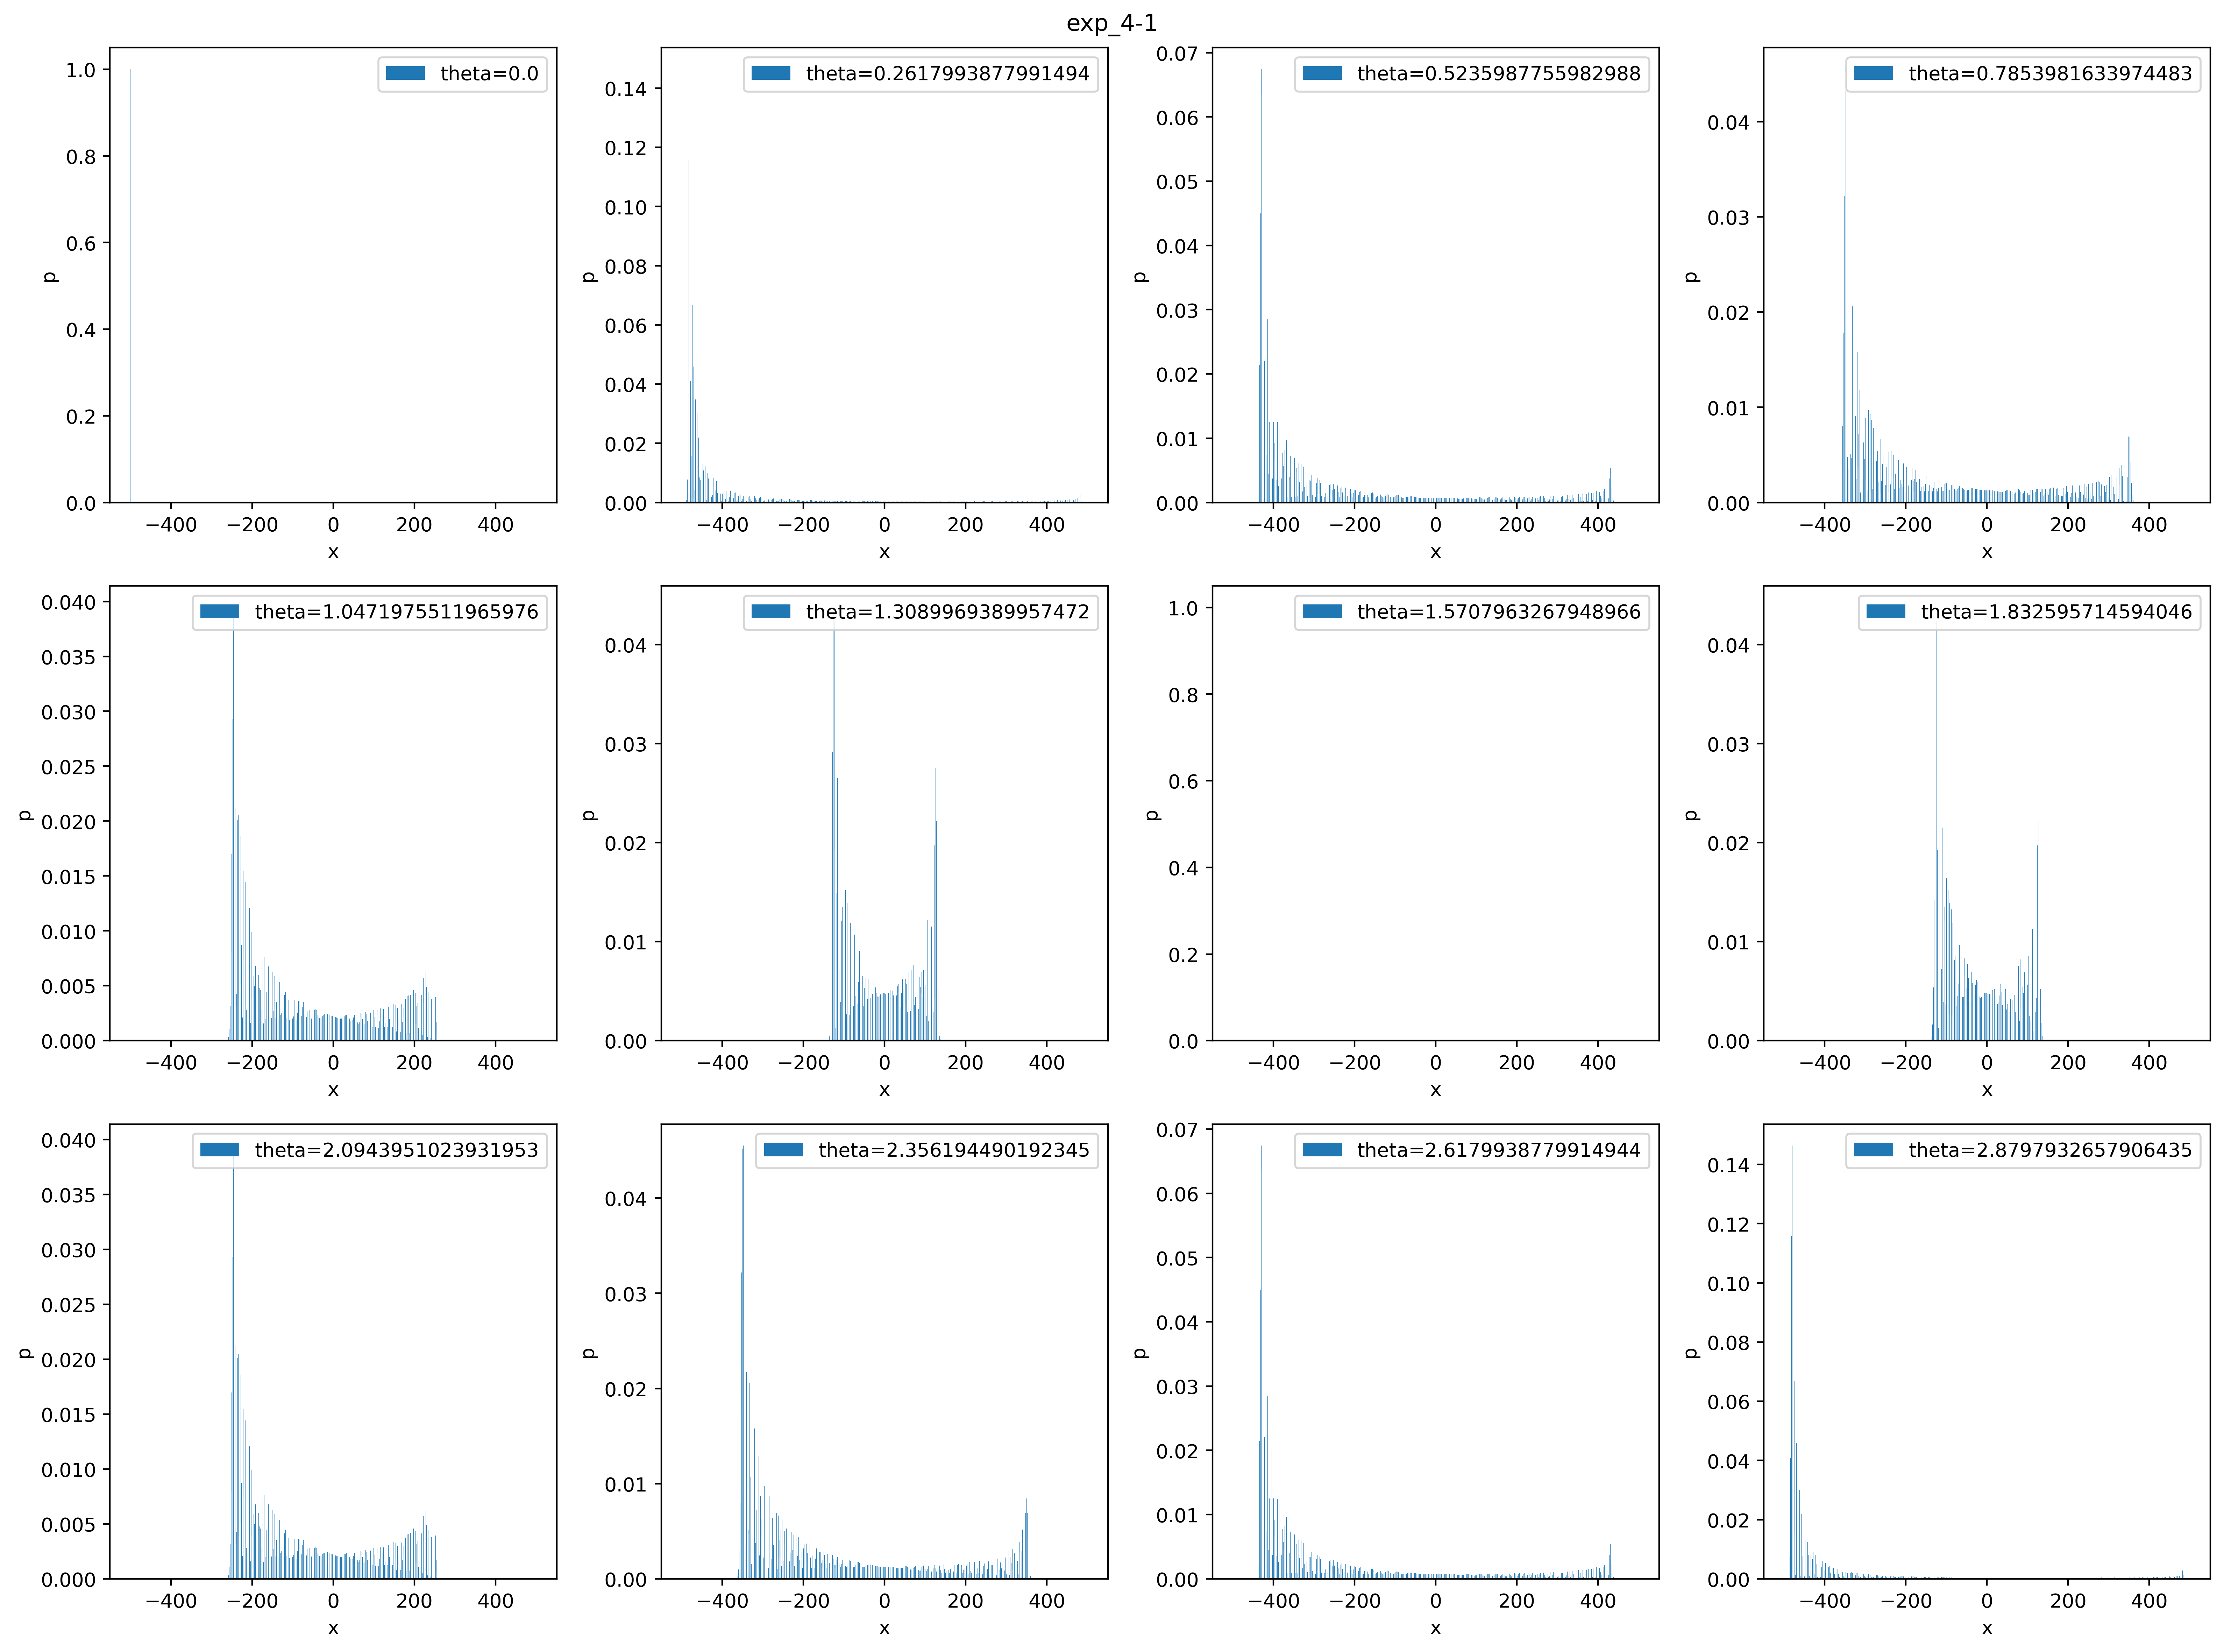 exp_4-1
theta=0.0
1.0
0.8
0.6
0.4
0.2
0.0
p
−400 −200 0 200 400
x
theta=0.2617993877991494
0.14
0.12
0.10
0.08
0.06
0.04
0.02
0.00
p
−400 −200 0 200 400
x
theta=0.5235987755982988
0.07
0.06
0.05
0.04
0.03
0.02
0.01
0.00
p
−400 −200 0 200 400
x
theta=0.7853981633974483
0.04
0.03
0.02
0.01
0.00
p
−400 −200 0 200 400
x
theta=1.0471975511965976
0.040
0.035
0.030
0.025
0.020
0.015
0.010
0.005
0.000
p
−400 −200 0 200 400
x
theta=1.3089969389957472
0.04
0.03
0.02
0.01
0.00
p
−400 −200 0 200 400
x
theta=1.5707963267948966
1.0
0.8
0.6
0.4
0.2
0.0
p
−400 −200 0 200 400
x
theta=1.832595714594046
0.04
0.03
0.02
0.01
0.00
p
−400 −200 0 200 400
x
theta=2.0943951023931953
0.040
0.035
0.030
0.025
0.020
0.015
0.010
0.005
0.000
p
−400 −200 0 200 400
x
theta=2.356194490192345
0.04
0.03
0.02
0.01
0.00
p
−400 −200 0 200 400
x
theta=2.6179938779914944
0.07
0.06
0.05
0.04
0.03
0.02
0.01
0.00
p
−400 −200 0 200 400
x
theta=2.8797932657906435
0.14
0.12
0.10
0.08
0.06
0.04
0.02
0.00
p
−400 −200 0 200 400
x